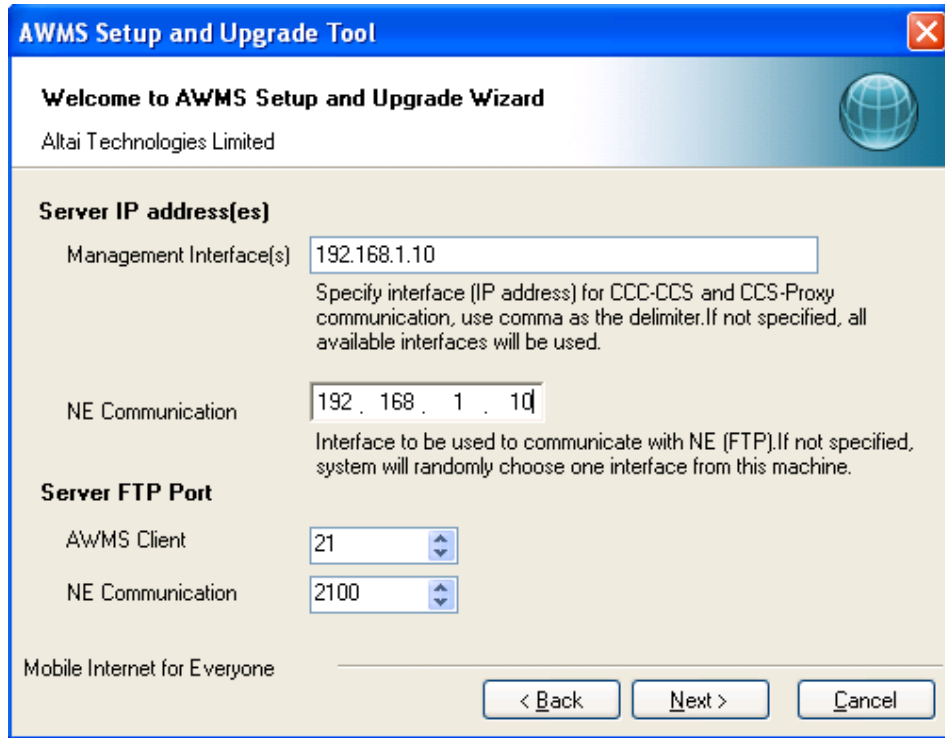 AWMS Setup and Upgrade Tool
Welcome to AWMS Setup and Upgrade Wizard
Altai Technologies Limited
Server IP address(es)
Management Interface(s) 192.168.1.10
Specify interface (IP address) for CCC-CCS and CCS-Proxy
communication, use comma as the delimiter.If not specified, all
available interfaces will be used.
NE Communication 192 . 168 . 1 . 10
Interface to be used to communicate with NE (FTP).If not specified,
system will randomly choose one interface from this machine.
Server FTP Port
AWMS Client 21
NE Communication 2100
Mobile Internet for Everyone
< Back Next > Cancel